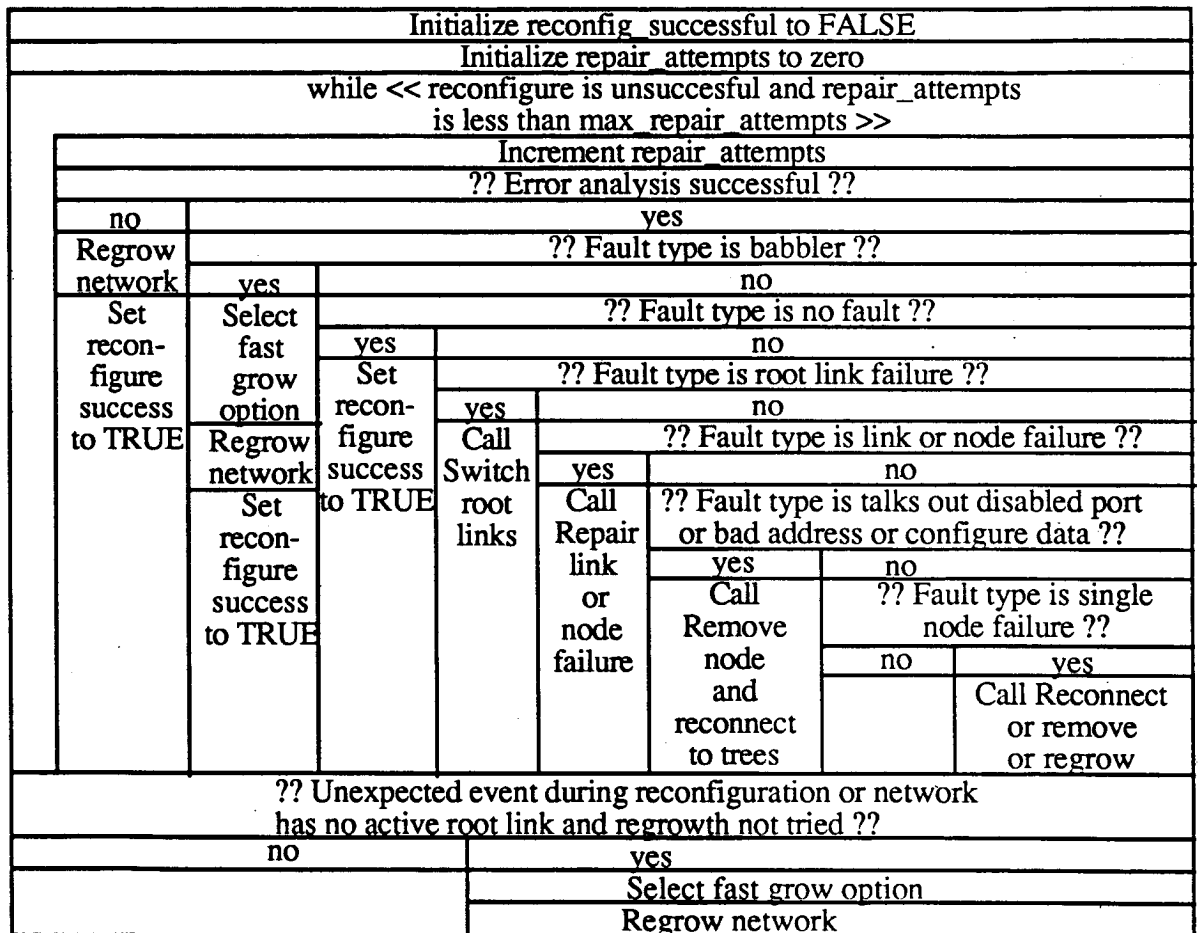 Initialize reconfig_successful to FALSE
Initialize repair_attempts to zero
while << reconfigure is unsuccesful and repair_attempts
is less than max_repair_attempts >>
Increment repair_attempts
?? Error analysis successful ??
no
yes
Regrow
network
?? Fault type is babbler ??
yes
no
Set
recon-
figure
success
to TRUE
Select
fast
grow
option
Regrow
network
Set
recon-
figure
success
to TRUE
?? Fault type is no fault ??
yes
no
Set
recon-
figure
success
to TRUE
?? Fault type is root link failure ??
yes
no
Call
Switch
root
links
?? Fault type is link or node failure ??
yes
no
Call
Repair
link
or
node
failure
?? Fault type is talks out disabled port
or bad address or configure data ??
yes
no
Call
Remove
node
and
reconnect
to trees
?? Fault type is single
node failure ??
no
yes
Call Reconnect
or remove
or regrow
?? Unexpected event during reconfiguration or network
has no active root link and regrowth not tried ??
no
yes
Select fast grow option
Regrow network